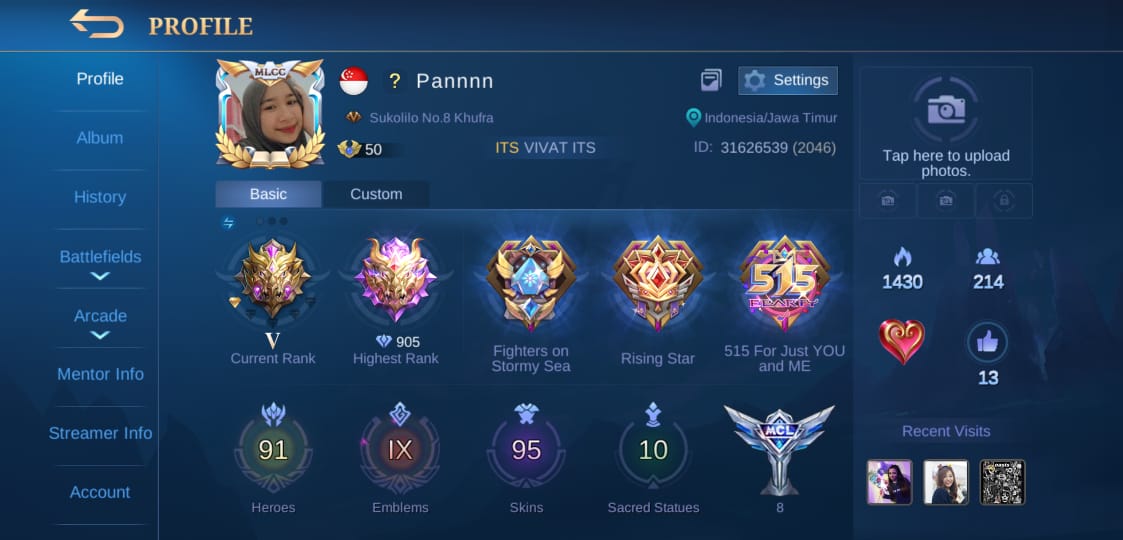 PROFILE
Profile
Album
History
Battlefields
Arcade
Mentor Info
Streamer Info
Account
MLCC
? Pannnn
Settings
Sukolilo No.8 Khufra
Indonesia/Jawa Timur
50
ITS VIVAT ITS
ID: 31626539 (2046)
Basic
Custom
V
Current Rank
905
Highest Rank
Fighters on
Stormy Sea
Rising Star
515
EPARTY
515 For Just YOU
and ME
91
Heroes
IX
Emblems
95
Skins
10
Sacred Statues
MCL
8
Tap here to upload
photos.
1430
214
13
Recent Visits
oasis